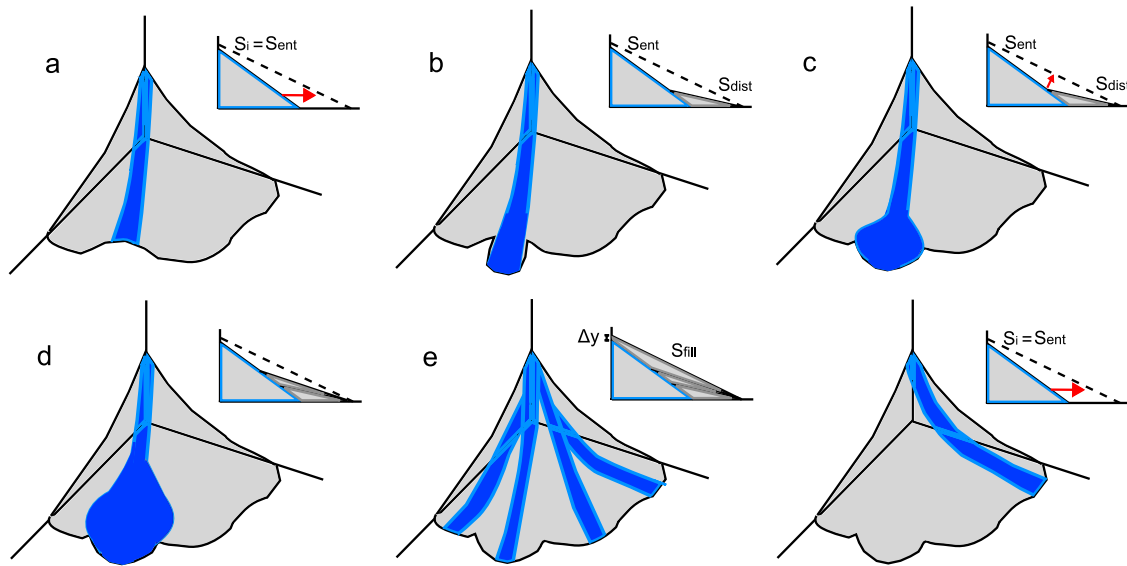 a
Si = Sent
b
Sent
Sdist
c
Sent
Sdist
d
e
Δy
Sfill
Si = Sent